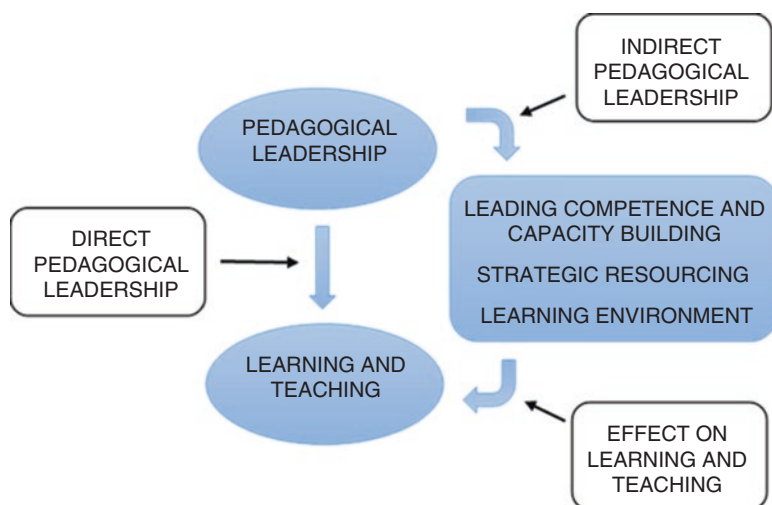 INDIRECT
PEDAGOGICAL
LEADERSHIP
PEDAGOGICAL
LEADERSHIP
DIRECT
PEDAGOGICAL
LEADERSHIP
LEADING COMPETENCE AND
CAPACITY BUILDING
STRATEGIC RESOURCING
LEARNING ENVIRONMENT
LEARNING AND
TEACHING
EFFECT ON
LEARNING AND
TEACHING